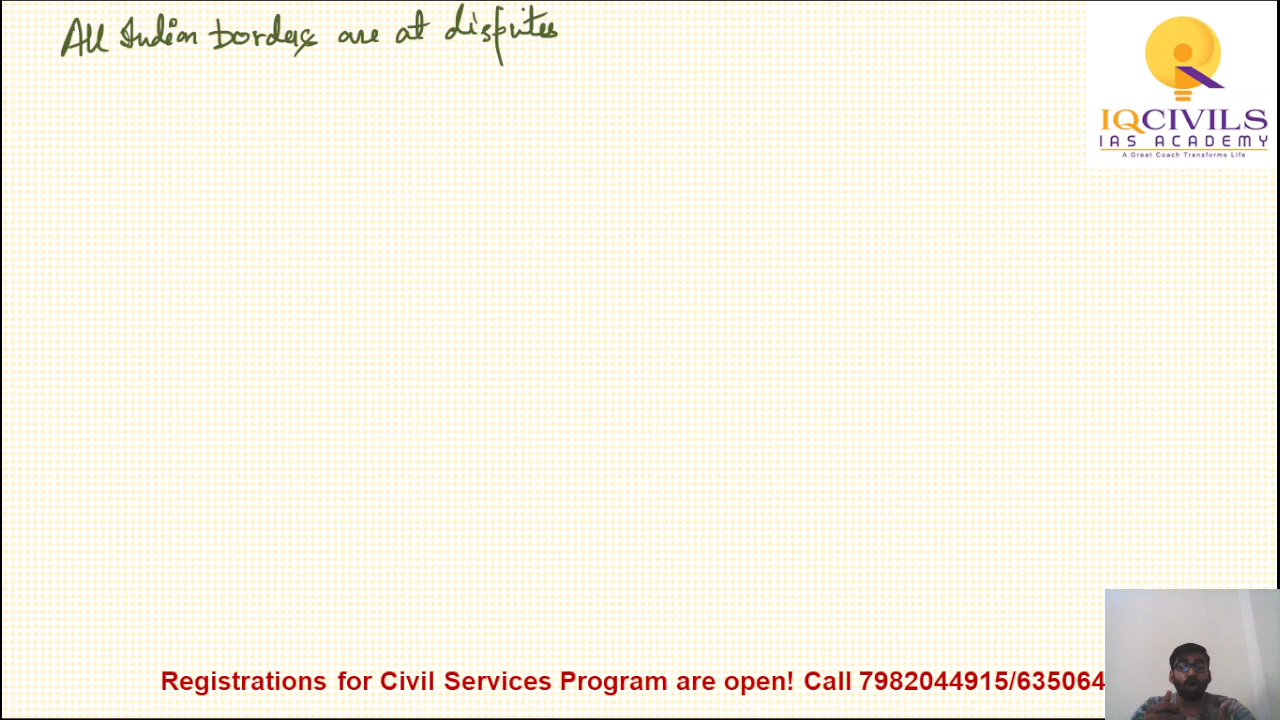 All Indian borders are at disputes
IQCIVILS
IAS ACADEMY
A Great Coach Transforms Life
Registrations for Civil Services Program are open! Call 7982044915/635064